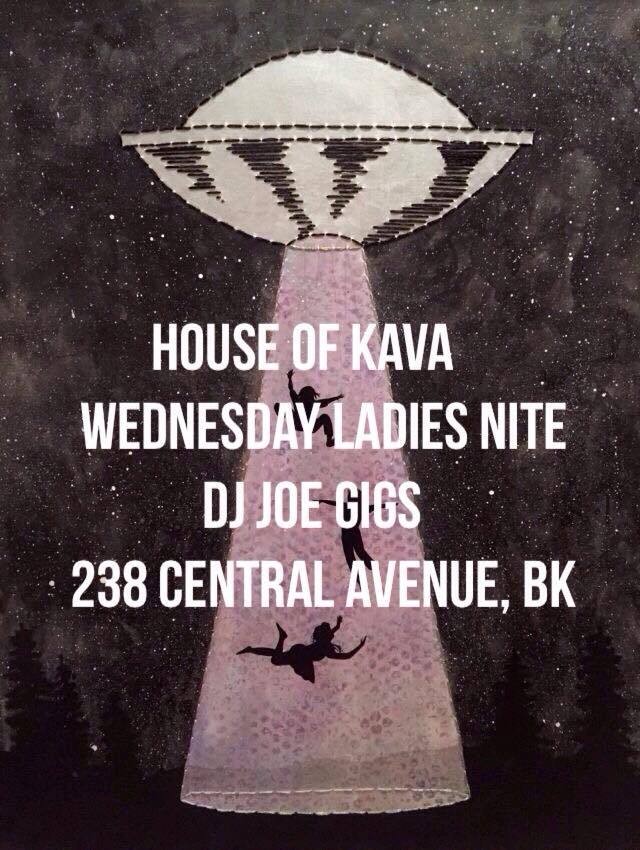 HOUSE OF KAVA
WEDNESDAY LADIES NITE
DJ JOE GIGS
238 CENTRAL AVENUE, BK